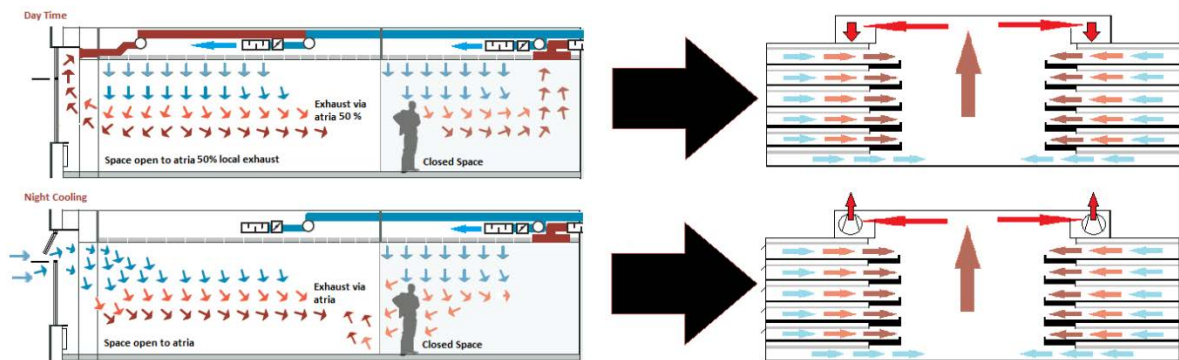 Day Time
Exhaust via
atria 50 %
Space open to atria 50% local exhaust
Closed Space
Night Cooling
Exhaust via
atria
Space open to atria
Closed Space